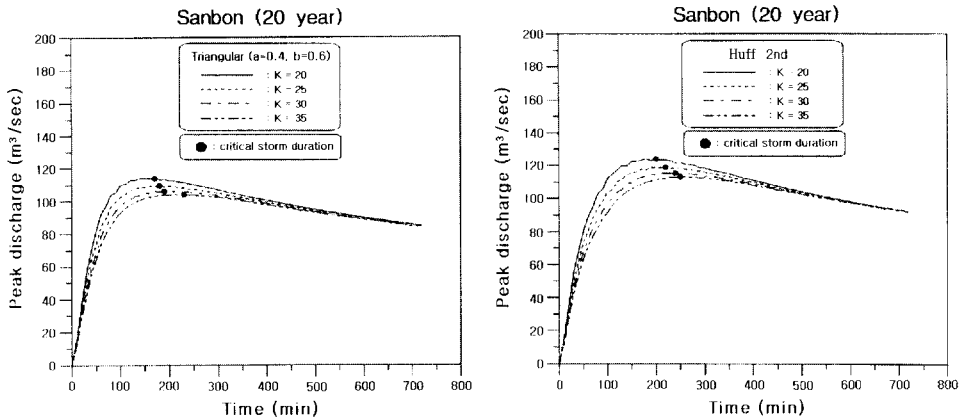 Sanbon (20 year)
Peak discharge (m³/sec)
200
180
160
140
120
100
80
60
40
20
0
Triangular (a=0.4, b=0.6)
: K = 20
: K = 25
: K = 30
: K = 35
: critical storm duration
0 100 200 300 400 500 600 700 800
Time (min)
Sanbon (20 year)
Peak discharge (m³/sec)
200
180
160
140
120
100
80
60
40
20
0
Huff 2nd
: K = 20
: K = 25
: K = 30
: K = 35
: critical storm duration
0 100 200 300 400 500 600 700 800
Time (min)